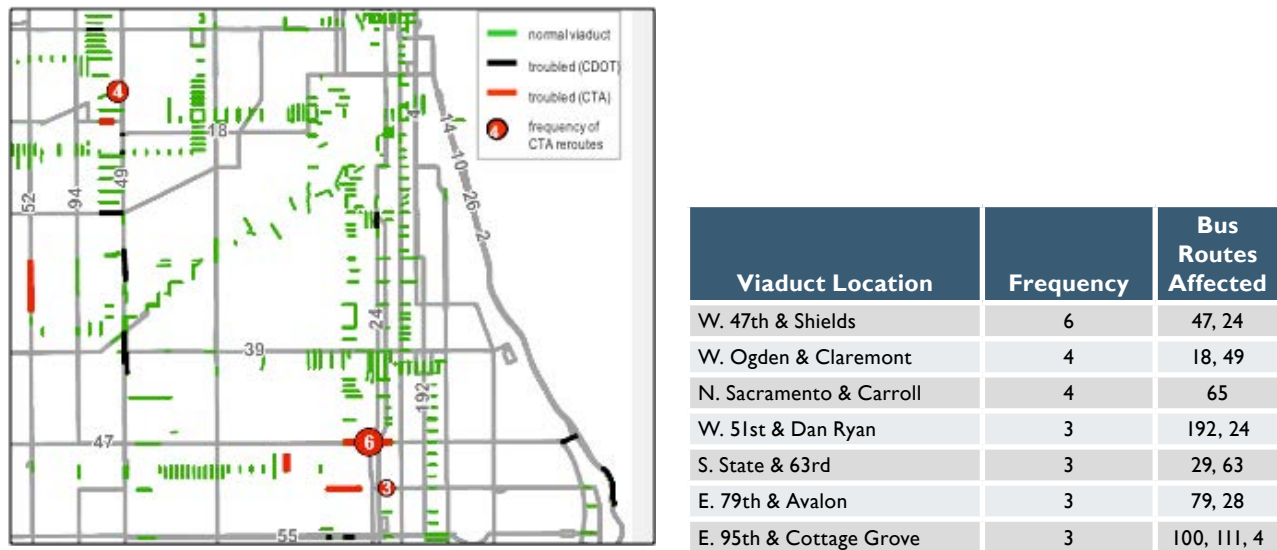 normal viaduct
troubled (CDOT)
troubled (CTA)
4
frequency of
CTA reroutes
4
18
4
14
10
26
2
52
94
49
24
39
192
47
6
3
55
Viaduct Location Frequency Bus Routes Affected
W. 47th & Shields 6 47, 24
W. Ogden & Claremont 4 18, 49
N. Sacramento & Carroll 4 65
W. 51st & Dan Ryan 3 192, 24
S. State & 63rd 3 29, 63
E. 79th & Avalon 3 79, 28
E. 95th & Cottage Grove 3 100, 111, 4